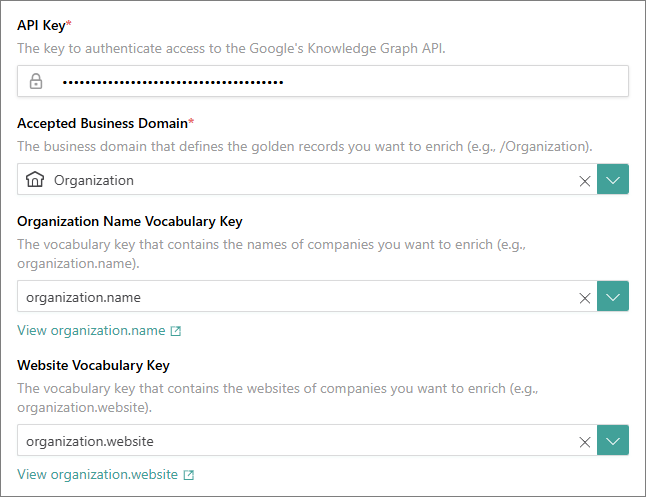 API Key*
The key to authenticate access to the Google's Knowledge Graph API.
••••••••••••••••••••••••••••••••••••••
Accepted Business Domain*
The business domain that defines the golden records you want to enrich (e.g., /Organization).
Organization
Organization Name Vocabulary Key
The vocabulary key that contains the names of companies you want to enrich (e.g.,
organization.name).
organization.name
View organization.name
Website Vocabulary Key
The vocabulary key that contains the websites of companies you want to enrich (e.g.,
organization.website).
organization.website
View organization.website